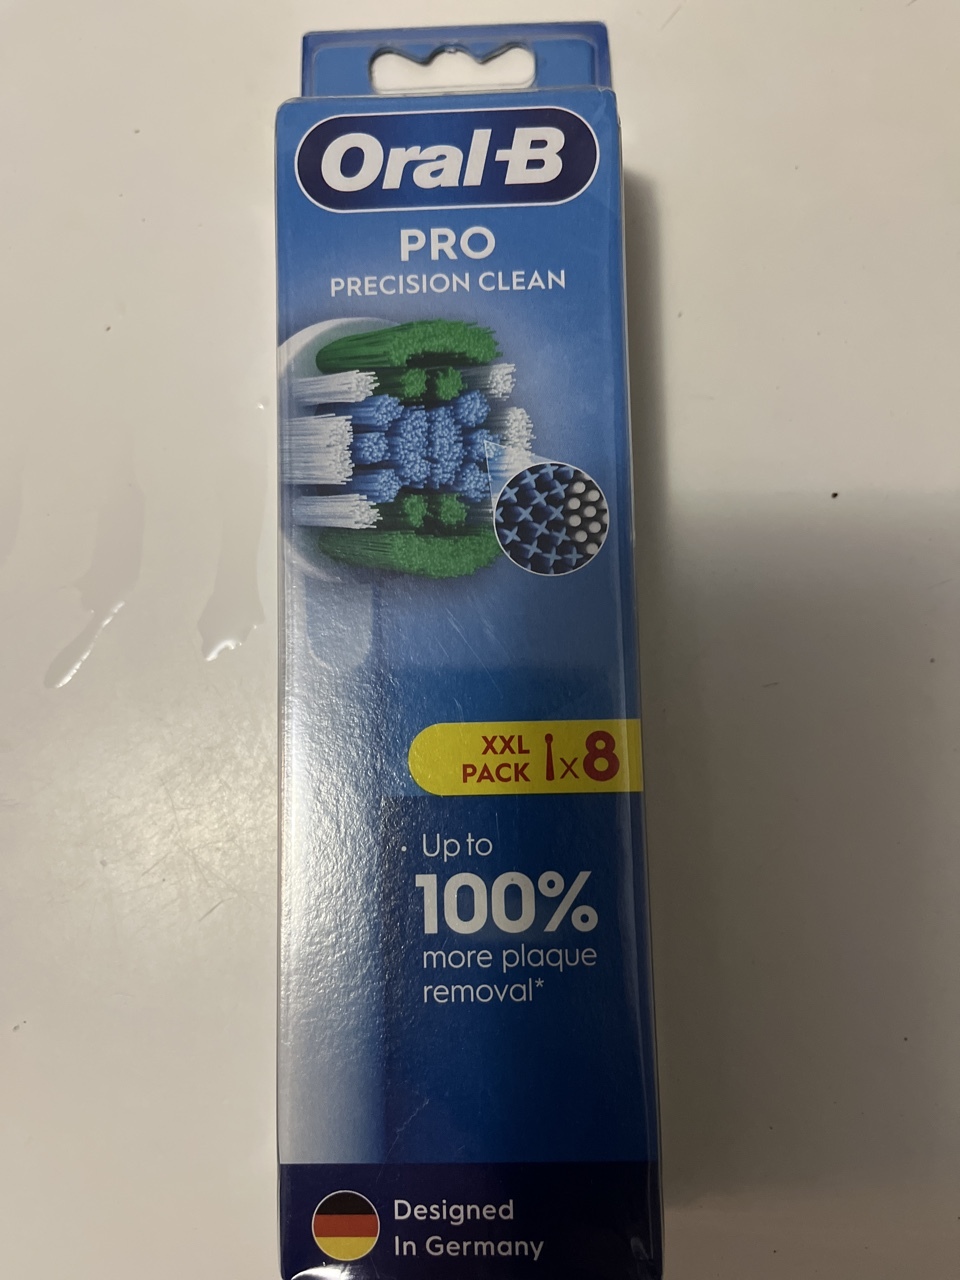 Oral-B
PRO
PRECISION CLEAN
XXL
PACK x8
Up to
100%
more plaque
removal*
Designed
In Germany